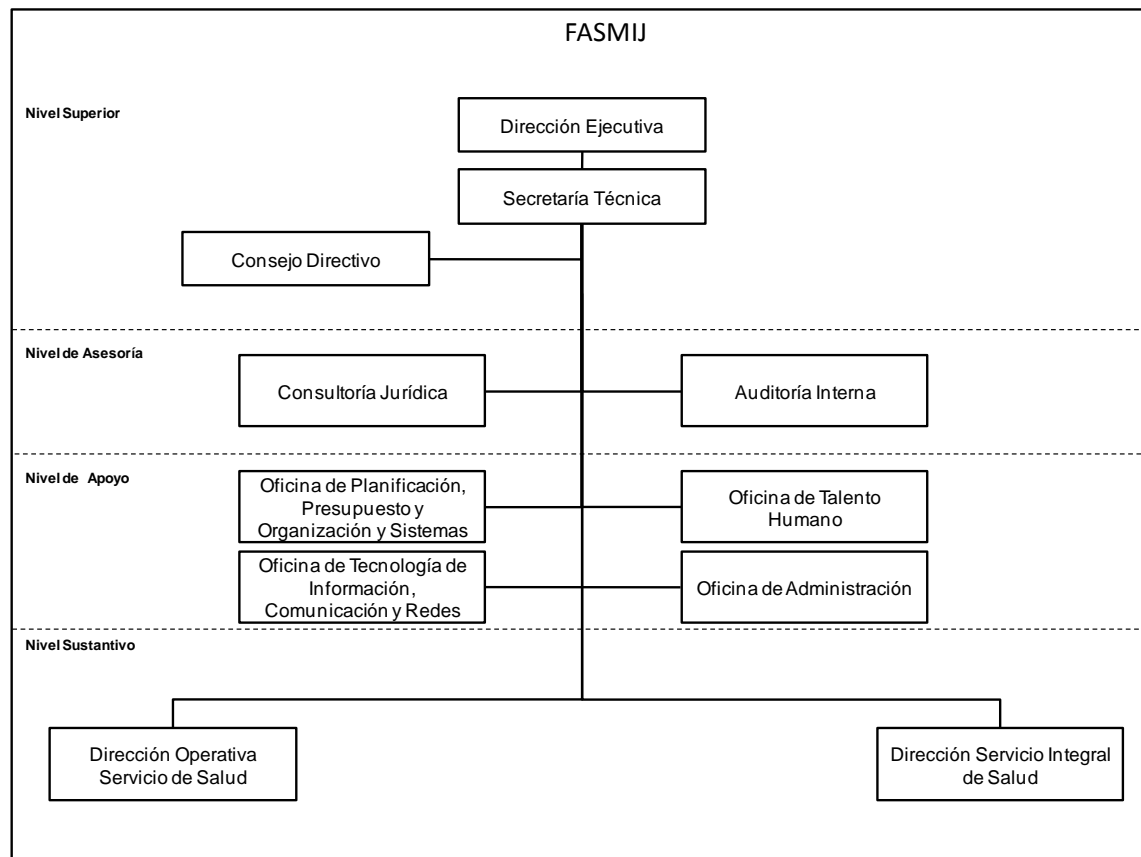 FASMIJ
Nivel Superior
Dirección Ejecutiva
Secretaría Técnica
Consejo Directivo
Nivel de Asesoría
Consultoría Jurídica
Auditoría Interna
Nivel de Apoyo
Oficina de Planificación,
Presupuesto y
Organización y Sistemas
Oficina de Talento
Humano
Oficina de Tecnología de
Información,
Comunicación y Redes
Oficina de Administración
Nivel Sustantivo
Dirección Operativa
Servicio de Salud
Dirección Servicio Integral
de Salud